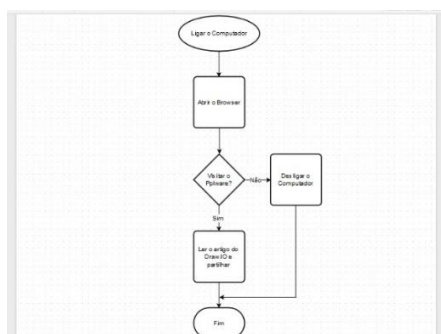 Ligar o Computador
Abrir o Browser
Visitar o
Pplware?
Não
Desligar o
Computador
Sim
Ler o artigo do
Draw.IO e
partilhar
Fim